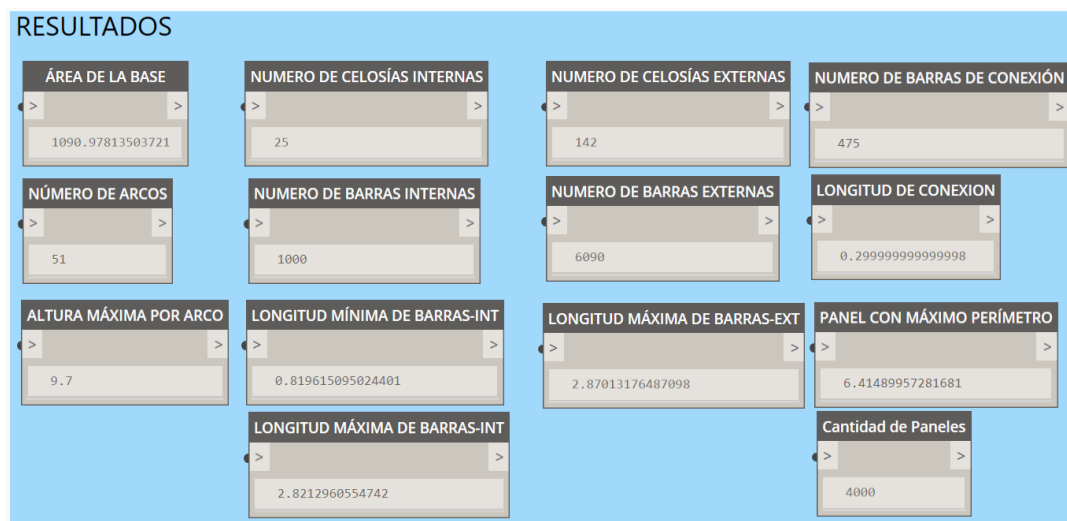 RESULTADOS
ÁREA DE LA BASE
> >
1090.97813503721
NUMERO DE CELOSÍAS INTERNAS
> >
25
NUMERO DE CELOSÍAS EXTERNAS
> >
142
NUMERO DE BARRAS DE CONEXIÓN
> >
475
NÚMERO DE ARCOS
> >
51
NUMERO DE BARRAS INTERNAS
> >
1000
NUMERO DE BARRAS EXTERNAS
> >
6090
LONGITUD DE CONEXION
> >
0.299999999999998
ALTURA MÁXIMA POR ARCO
> >
9.7
LONGITUD MÍNIMA DE BARRAS-INT
> >
0.819615095024401
LONGITUD MÁXIMA DE BARRAS-EXT
> >
2.87013176487098
PANEL CON MÁXIMO PERÍMETRO
> >
6.41489957281681
LONGITUD MÁXIMA DE BARRAS-INT
> >
2.8212960554742
Cantidad de Paneles
> >
4000